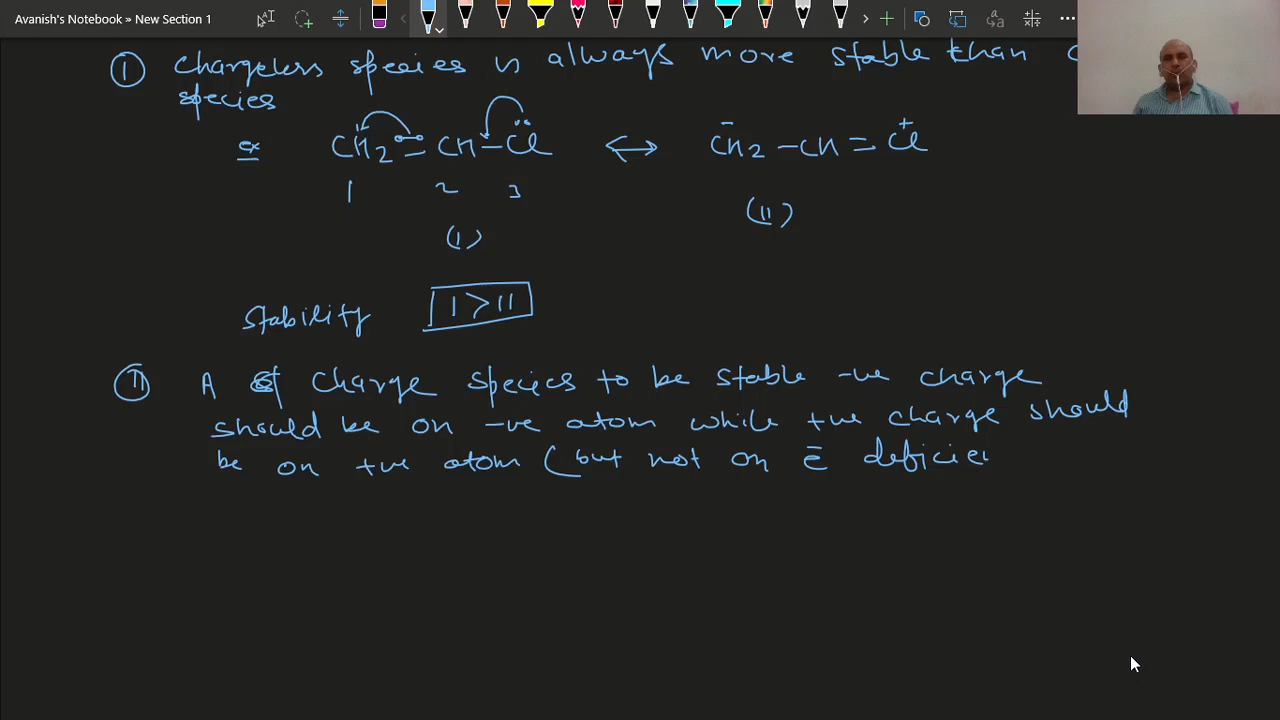 Avanish's Notebook » New Section 1
① Chargeless species is always more stable than
species
ex CH2 = CH - Cl ↔ C̄H2 - CH = Cl⁺
1 2 3
(I) (II)
Stability I > II
Ⅱ A charge species to be stable -ve charge
should be on -ve atom while +ve charge should
be on +ve atom (but not on ē deficie